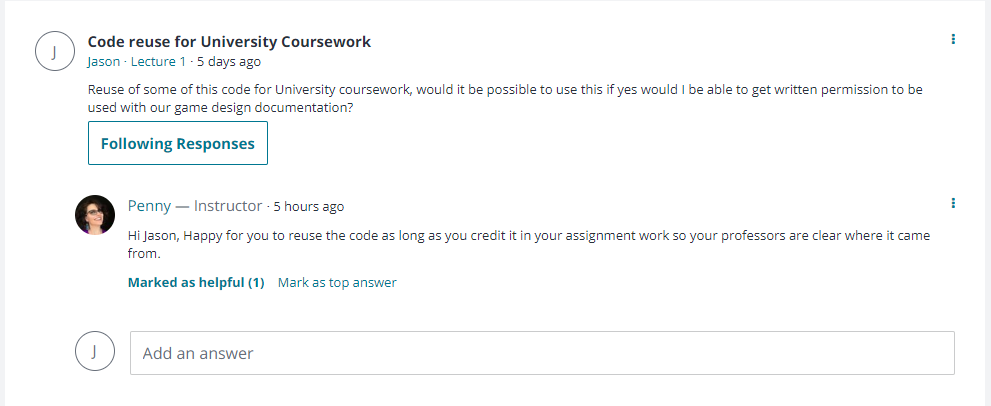 J
Code reuse for University Coursework
Jason · Lecture 1 · 5 days ago
Reuse of some of this code for University coursework, would it be possible to use this if yes would I be able to get written permission to be
used with our game design documentation?
Following Responses
Penny — Instructor · 5 hours ago
Hi Jason, Happy for you to reuse the code as long as you credit it in your assignment work so your professors are clear where it came
from.
Marked as helpful (1) Mark as top answer
J
Add an answer